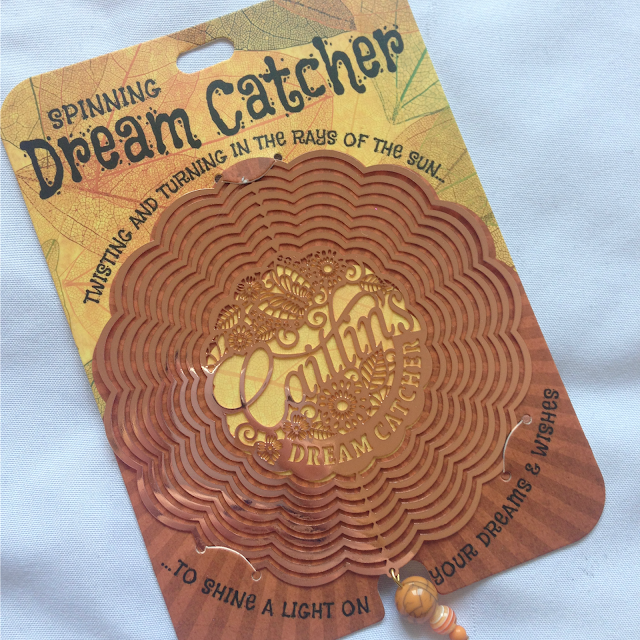 SPINNING
Dream Catcher
TWISTING AND TURNING IN THE RAYS OF THE SUN...
Caitlin's
DREAM CATCHER
...TO SHINE A LIGHT ON
YOUR DREAMS & WISHES